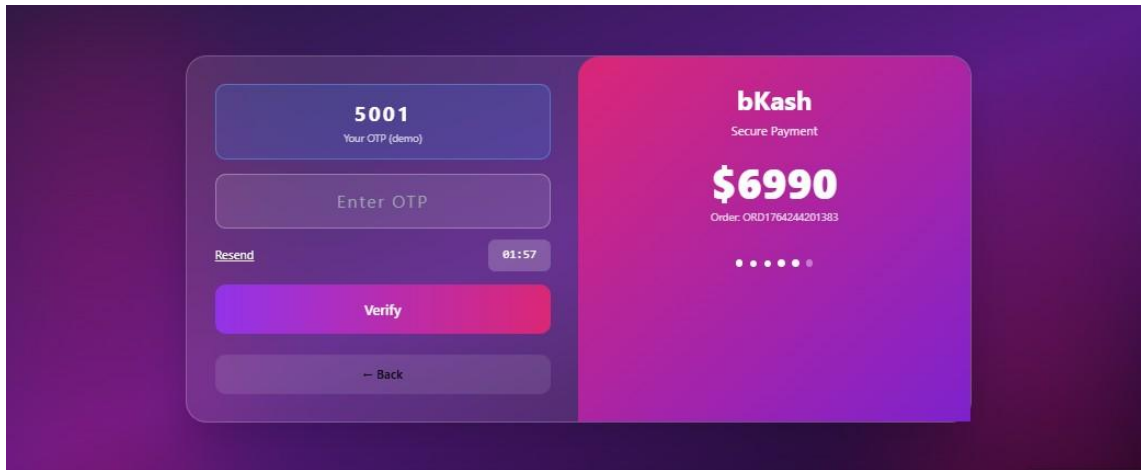 5001
Your OTP (demo)
Enter OTP
Resend
01:57
Verify
← Back
bKash
Secure Payment
$6990
Order: ORD1764244201383